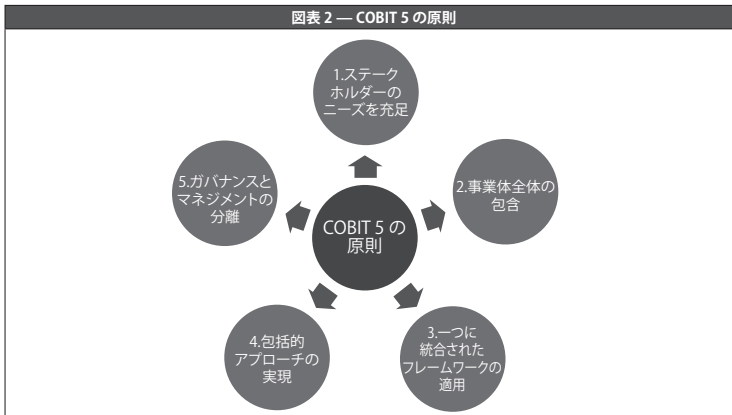 図表 2 — COBIT 5 の原則
1.ステーク
ホルダーの
ニーズを充足
2.事業体全体の
包含
3.一つに
統合された
フレームワークの
適用
4.包括的
アプローチの
実現
5.ガバナンスと
マネジメントの
分離
COBIT 5 の
原則